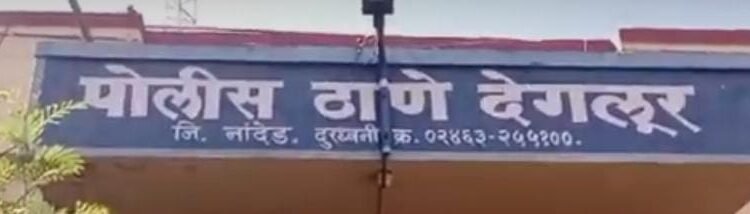 पोलीस ठाणे देगलूर
जि. नांदेड. दुरध्वनी क्र. ०२४६३-२५५१००.